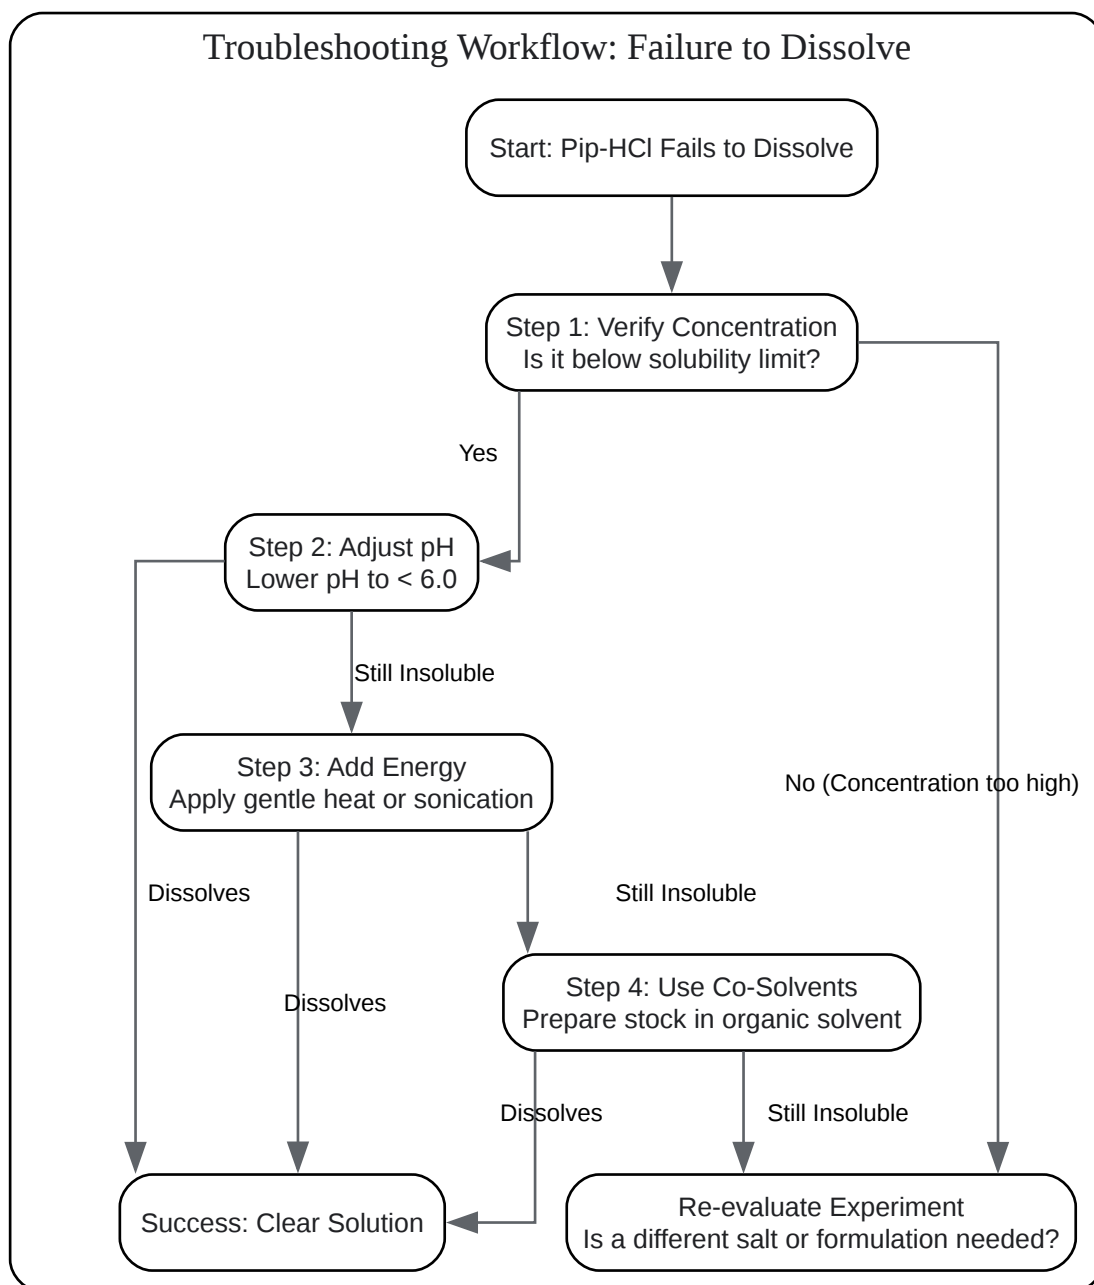 Troubleshooting Workflow: Failure to Dissolve
Start: Pip-HCl Fails to Dissolve
Step 1: Verify Concentration
Is it below solubility limit?
Yes
Step 2: Adjust pH
Lower pH to < 6.0
Still Insoluble
Step 3: Add Energy
Apply gentle heat or sonication
No (Concentration too high)
Dissolves
Still Insoluble
Dissolves
Step 4: Use Co-Solvents
Prepare stock in organic solvent
Dissolves
Still Insoluble
Success: Clear Solution
Re-evaluate Experiment
Is a different salt or formulation needed?